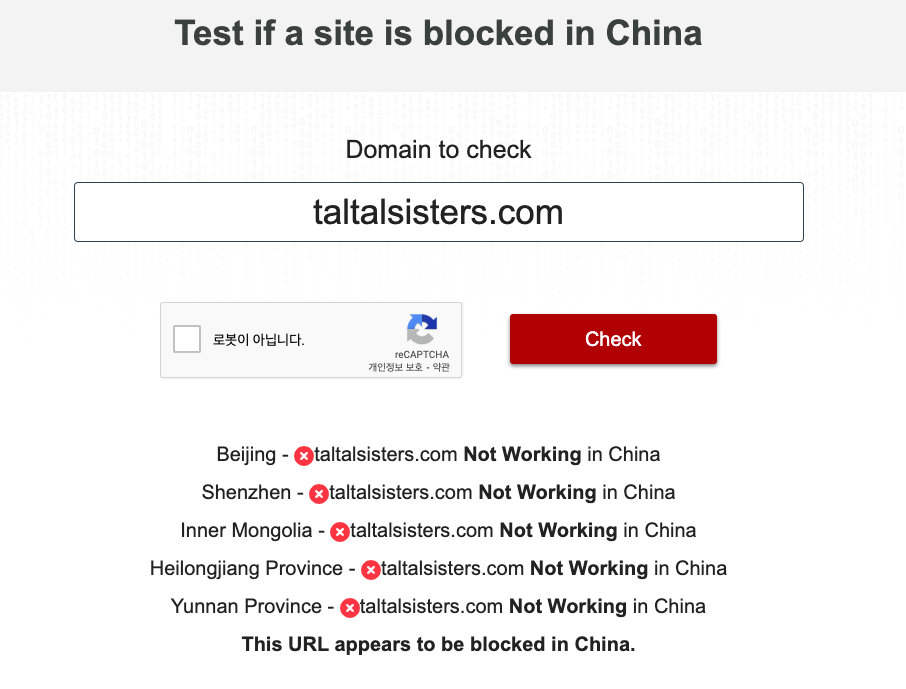 Test if a site is blocked in China
Domain to check
taltalsisters.com
로봇이 아닙니다.
reCAPTCHA
개인정보 보호 - 약관
Check
Beijing - taltalsisters.com Not Working in China
Shenzhen - taltalsisters.com Not Working in China
Inner Mongolia - taltalsisters.com Not Working in China
Heilongjiang Province - taltalsisters.com Not Working in China
Yunnan Province - taltalsisters.com Not Working in China
This URL appears to be blocked in China.